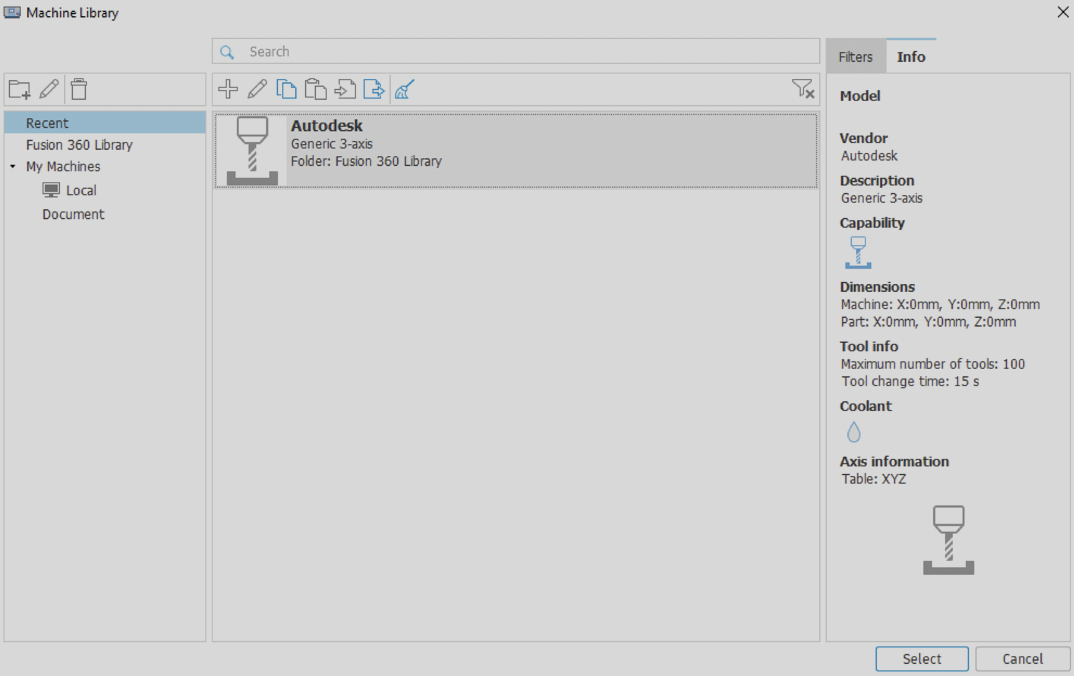 Machine Library
Search
Recent
Fusion 360 Library
My Machines
Local
Document
Autodesk
Generic 3-axis
Folder: Fusion 360 Library
Filters
Info
Model
Vendor
Autodesk
Description
Generic 3-axis
Capability
Dimensions
Machine: X:0mm, Y:0mm, Z:0mm
Part: X:0mm, Y:0mm, Z:0mm
Tool info
Maximum number of tools: 100
Tool change time: 15 s
Coolant
Axis information
Table: XYZ
Select
Cancel